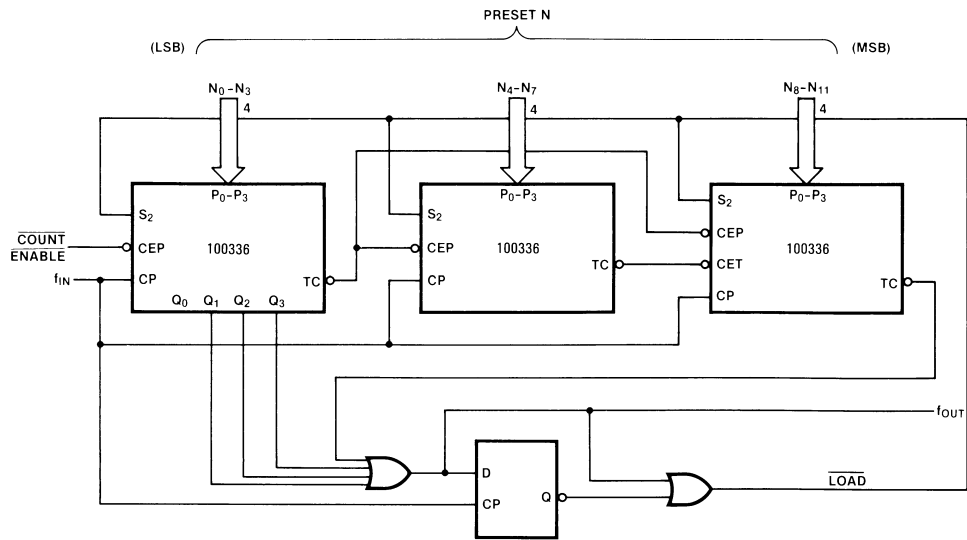 PRESET N
(LSB)
(MSB)
N0–N3
4
N4–N7
4
N8–N11
4
P0–P3
S2
CEP
100336
CP
TC
Q0 Q1 Q2 Q3
COUNT
ENABLE
fIN
P0–P3
S2
CEP
100336
CP
TC
P0–P3
S2
CEP
100336
CET
CP
TC
fOUT
D
CP
Q
LOAD